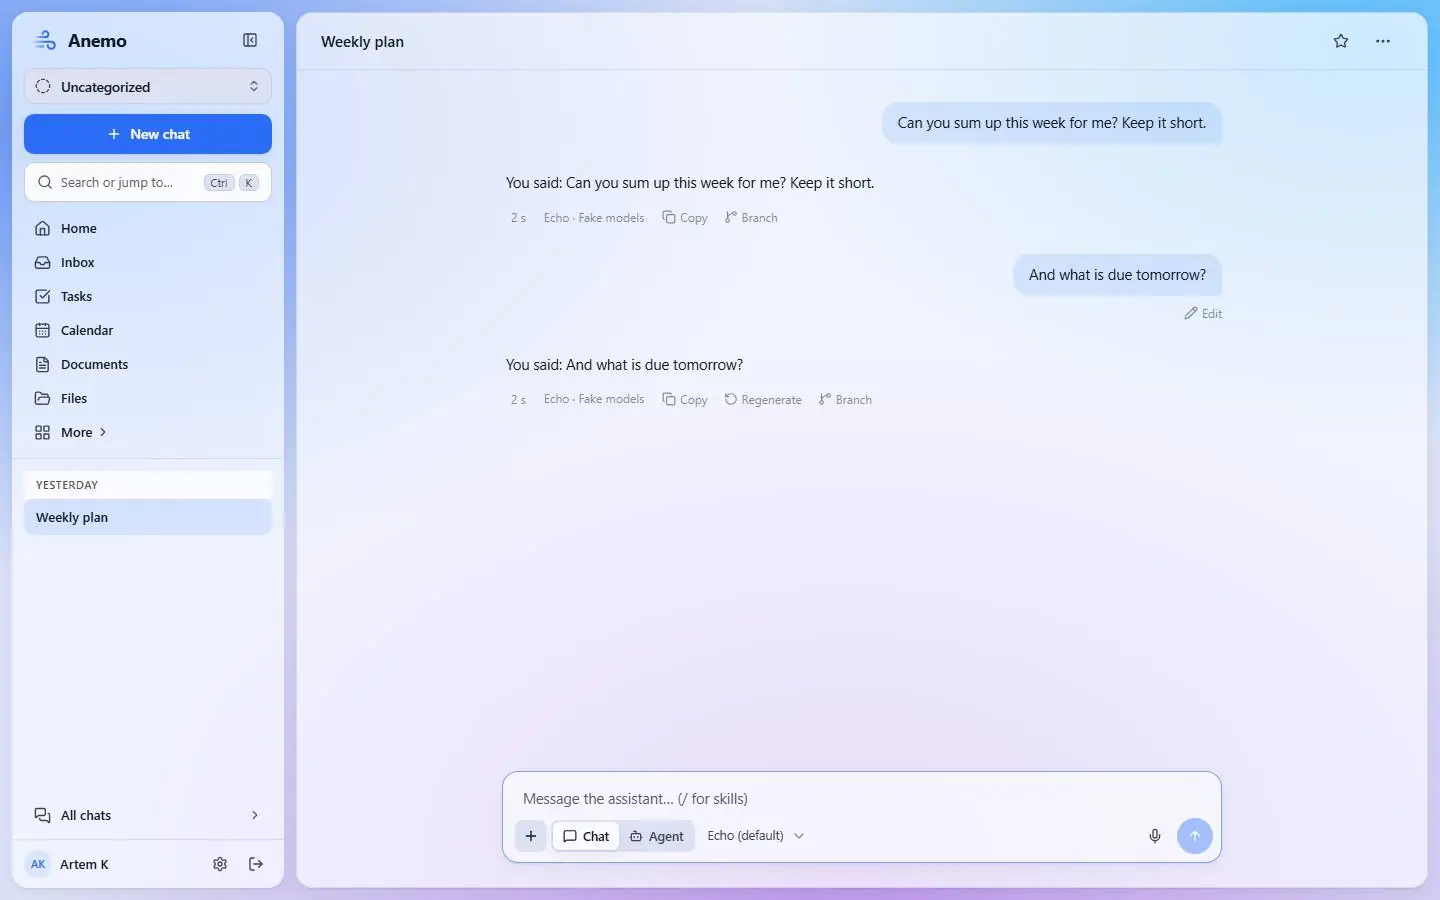 Anemo
Uncategorized
New chat
Search or jump to... Ctrl K
Home
Inbox
Tasks
Calendar
Documents
Files
More
YESTERDAY
Weekly plan
All chats
AK Artem K
Weekly plan
Can you sum up this week for me? Keep it short.
You said: Can you sum up this week for me? Keep it short.
2 s Echo · Fake models Copy Branch
And what is due tomorrow?
Edit
You said: And what is due tomorrow?
2 s Echo · Fake models Copy Regenerate Branch
Message the assistant... (/ for skills)
Chat Agent Echo (default)